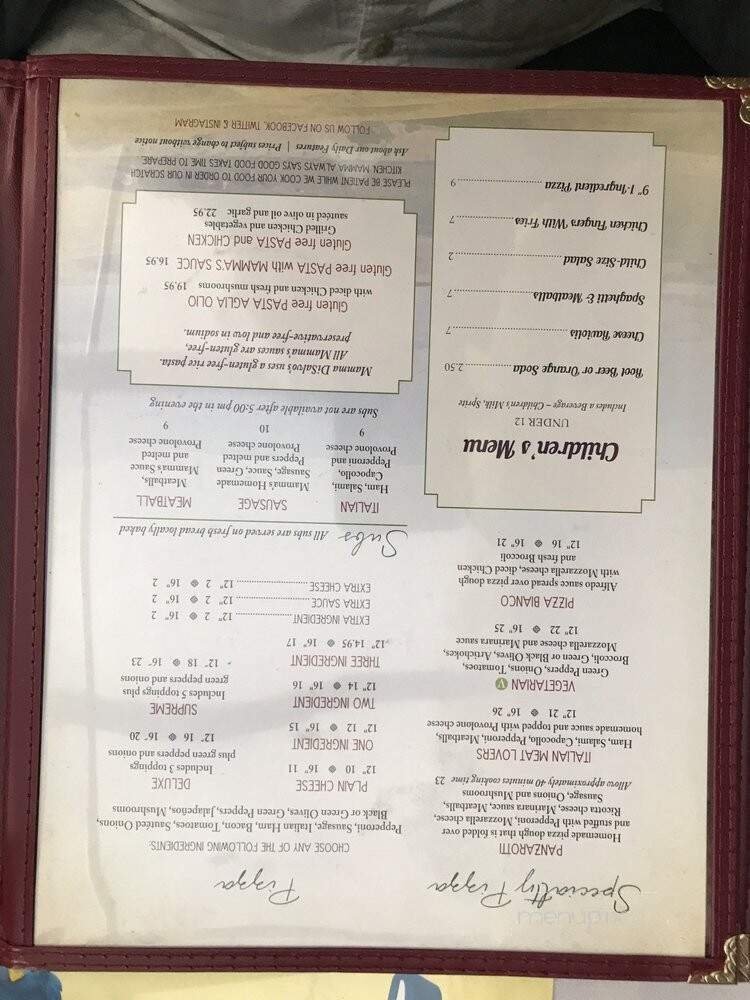 Specialty Pizza
PANZAROTTI
Homemade pizza dough that is folded over
and stuffed with Pepperoni, Mozzarella cheese,
Ricotta cheese, Marinara sauce, Meatballs,
Sausage, Onions and Mushrooms
Allow approximately 40 minutes cooking time 23
ITALIAN MEAT LOVERS
Ham, Salami, Capocollo, Pepperoni, Meatballs,
homemade sauce and topped with Provolone cheese
12" 21 16" 26
VEGETARIAN V
Green Peppers, Onions, Tomatoes,
Broccoli, Green or Black Olives, Artichokes,
Mozzarella cheese and Marinara sauce
12" 22 16" 25
PIZZA BIANCO
Alfredo sauce spread over pizza dough
with Mozzarella cheese, diced Chicken
and fresh Broccoli
12" 16 16" 21
Children's Menu
UNDER 12
Includes a Beverage – Children's, Milk, Sprite
Root Beer or Orange Soda 2.50
Cheese Raviolis 7
Spaghetti & Meatballs 7
Child-Size Salad 2
Chicken Fingers With Fries 7
9" 1-Ingredient Pizza 9
Pizza
CHOOSE ANY OF THE FOLLOWING INGREDIENTS:
Pepperoni, Sausage, Italian Ham, Bacon, Tomatoes, Sautéed Onions,
Black or Green Olives, Green Peppers, Jalapeños, Mushrooms
PLAIN CHEESE
12" 10 16" 11
ONE INGREDIENT
12" 12 16" 15
TWO INGREDIENT
12" 14 16" 16
THREE INGREDIENT
12" 14.95 16" 17
DELUXE
Includes 3 toppings
plus green peppers and onions
12" 16 16" 20
SUPREME
Includes 5 toppings plus
green peppers and onions
12" 18 16" 23
EXTRA INGREDIENT 12" 2 16" 2
EXTRA SAUCE 12" 2 16" 2
EXTRA CHEESE 12" 2 16" 2
Subs All subs are served on fresh bread locally baked
ITALIAN
Ham, Salami,
Capocollo,
Pepperoni and
Provolone cheese
9
SAUSAGE
Mamma's Homemade
Sausage, Sauce, Green
Peppers and melted
Provolone cheese
10
MEATBALL
Meatballs,
Mamma's Sauce
and melted
Provolone cheese
9
Subs are not available after 5:00 pm in the evening
Mamma DiSalvo's uses a gluten-free rice pasta.
All Mamma's sauces are gluten-free,
preservative-free and low in sodium.
Gluten free PASTA AGLIA OLIO
with diced Chicken and fresh mushrooms 19.95
Gluten free PASTA with MAMMA'S SAUCE 16.95
Gluten free PASTA and CHICKEN
Grilled Chicken and vegetables
sautéed in olive oil and garlic 22.95
PLEASE BE PATIENT WHILE WE COOK YOUR FOOD TO ORDER IN OUR SCRATCH
KITCHEN. MAMMA ALWAYS SAYS GOOD FOOD TAKES TIME TO PREPARE.
Ask about our Daily Features | Prices subject to change without notice
FOLLOW US ON FACEBOOK, TWITTER & INSTAGRAM